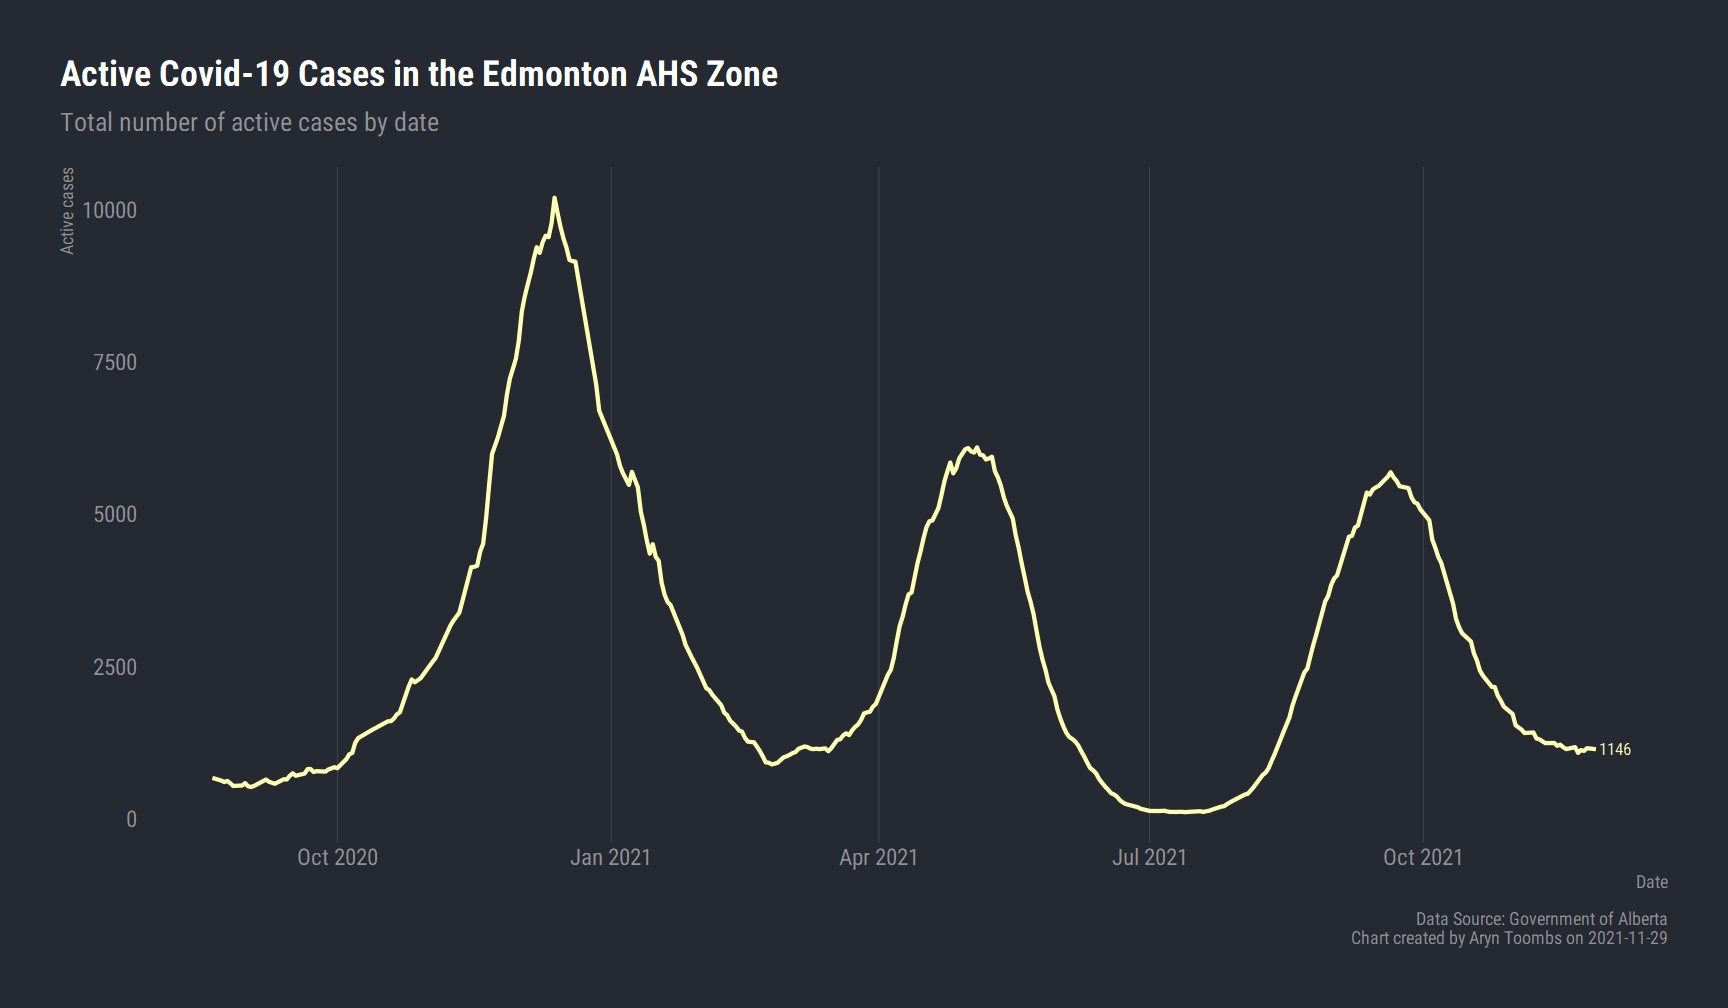 Active Covid-19 Cases in the Edmonton AHS Zone
Total number of active cases by date
Active cases
10000
7500
5000
2500
0
1146
Oct 2020
Jan 2021
Apr 2021
Jul 2021
Oct 2021
Date
Data Source: Government of Alberta
Chart created by Aryn Toombs on 2021-11-29